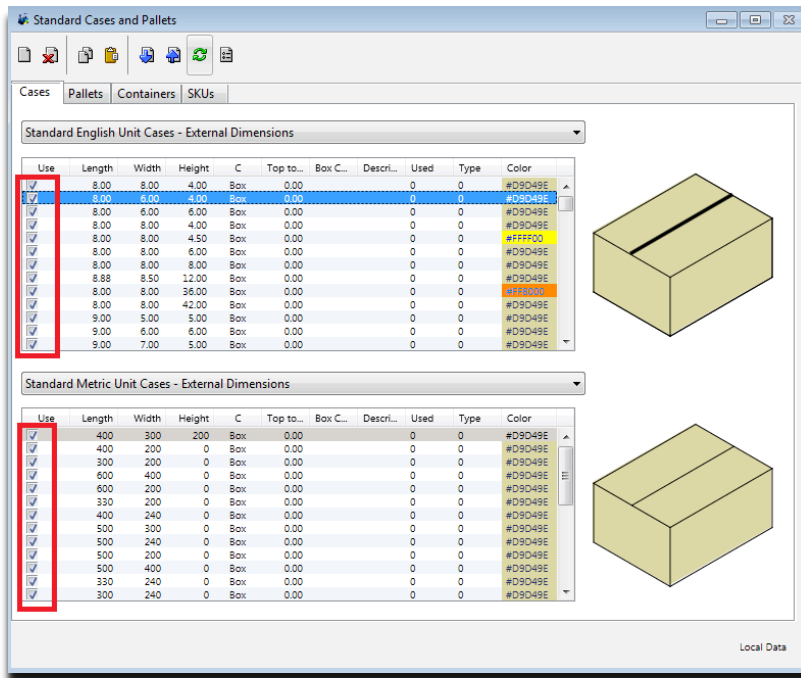 Standard Cases and Pallets
Cases Pallets Containers SKUs
Standard English Unit Cases - External Dimensions
Use Length Width Height C Top to... Box C... Descri... Used Type Color
8.00 8.00 4.00 Box 0.00 0 0 #D9D49E
8.00 6.00 4.00 Box 0.00 0 0 #D9D49E
8.00 6.00 6.00 Box 0.00 0 0 #D9D49E
8.00 8.00 4.00 Box 0.00 0 0 #D9D49E
8.00 8.00 4.50 Box 0.00 0 0 #FFFF00
8.00 8.00 6.00 Box 0.00 0 0 #D9D49E
8.00 8.00 8.00 Box 0.00 0 0 #D9D49E
8.88 8.50 12.00 Box 0.00 0 0 #D9D49E
8.00 8.00 36.00 Box 0.00 0 0 #FF8000
8.00 8.00 42.00 Box 0.00 0 0 #D9D49E
9.00 5.00 5.00 Box 0.00 0 0 #D9D49E
9.00 6.00 6.00 Box 0.00 0 0 #D9D49E
9.00 7.00 5.00 Box 0.00 0 0 #D9D49E
Standard Metric Unit Cases - External Dimensions
Use Length Width Height C Top to... Box C... Descri... Used Type Color
400 300 200 Box 0.00 0 0 #D9D49E
400 200 0 Box 0.00 0 0 #D9D49E
300 200 0 Box 0.00 0 0 #D9D49E
600 400 0 Box 0.00 0 0 #D9D49E
600 200 0 Box 0.00 0 0 #D9D49E
330 200 0 Box 0.00 0 0 #D9D49E
400 240 0 Box 0.00 0 0 #D9D49E
500 300 0 Box 0.00 0 0 #D9D49E
500 240 0 Box 0.00 0 0 #D9D49E
500 200 0 Box 0.00 0 0 #D9D49E
500 400 0 Box 0.00 0 0 #D9D49E
330 240 0 Box 0.00 0 0 #D9D49E
300 240 0 Box 0.00 0 0 #D9D49E
Local Data